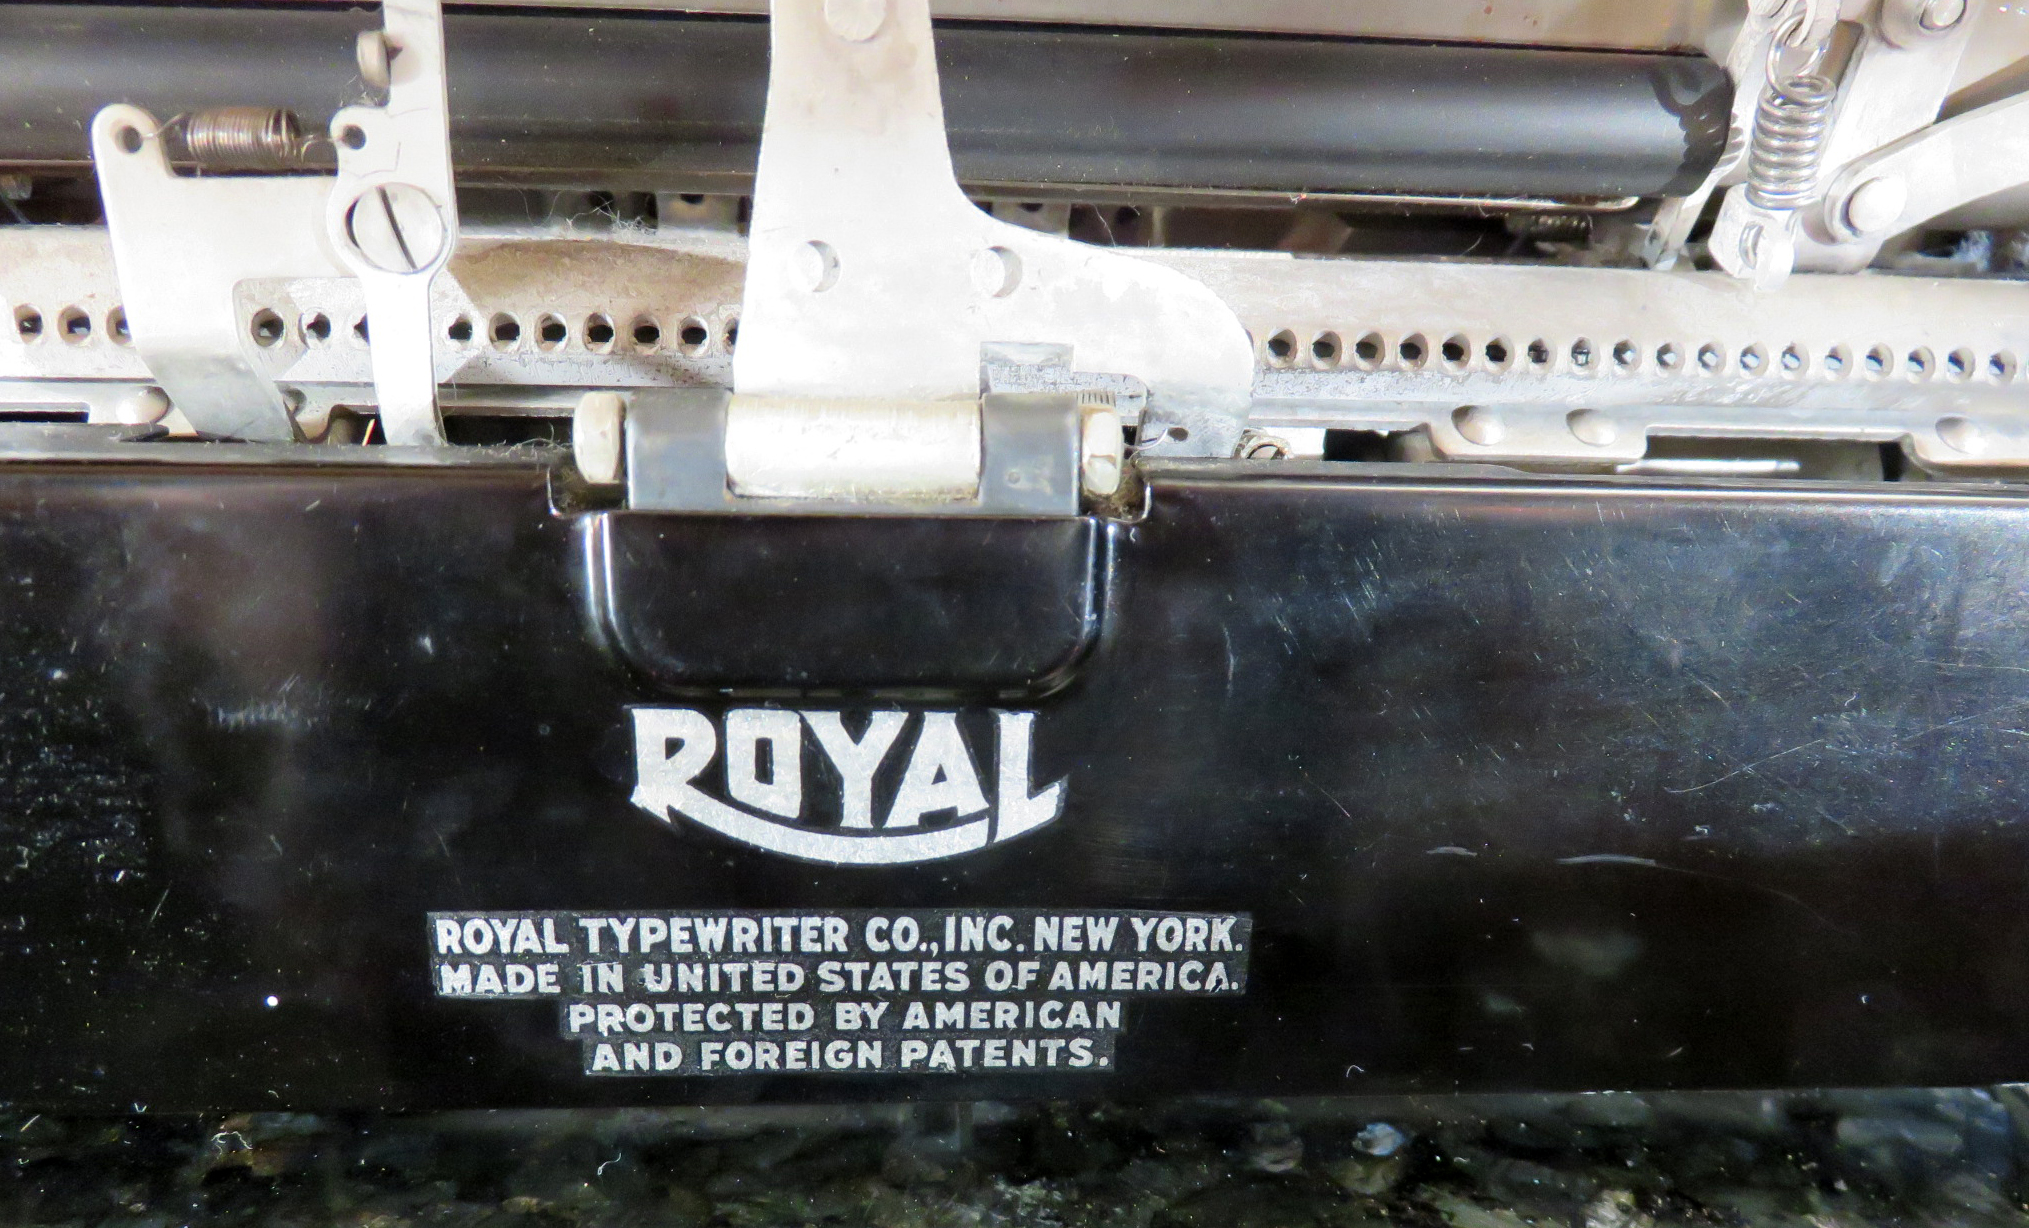 ROYAL
ROYAL TYPEWRITER CO., INC. NEW YORK.
MADE IN UNITED STATES OF AMERICA.
PROTECTED BY AMERICAN
AND FOREIGN PATENTS.